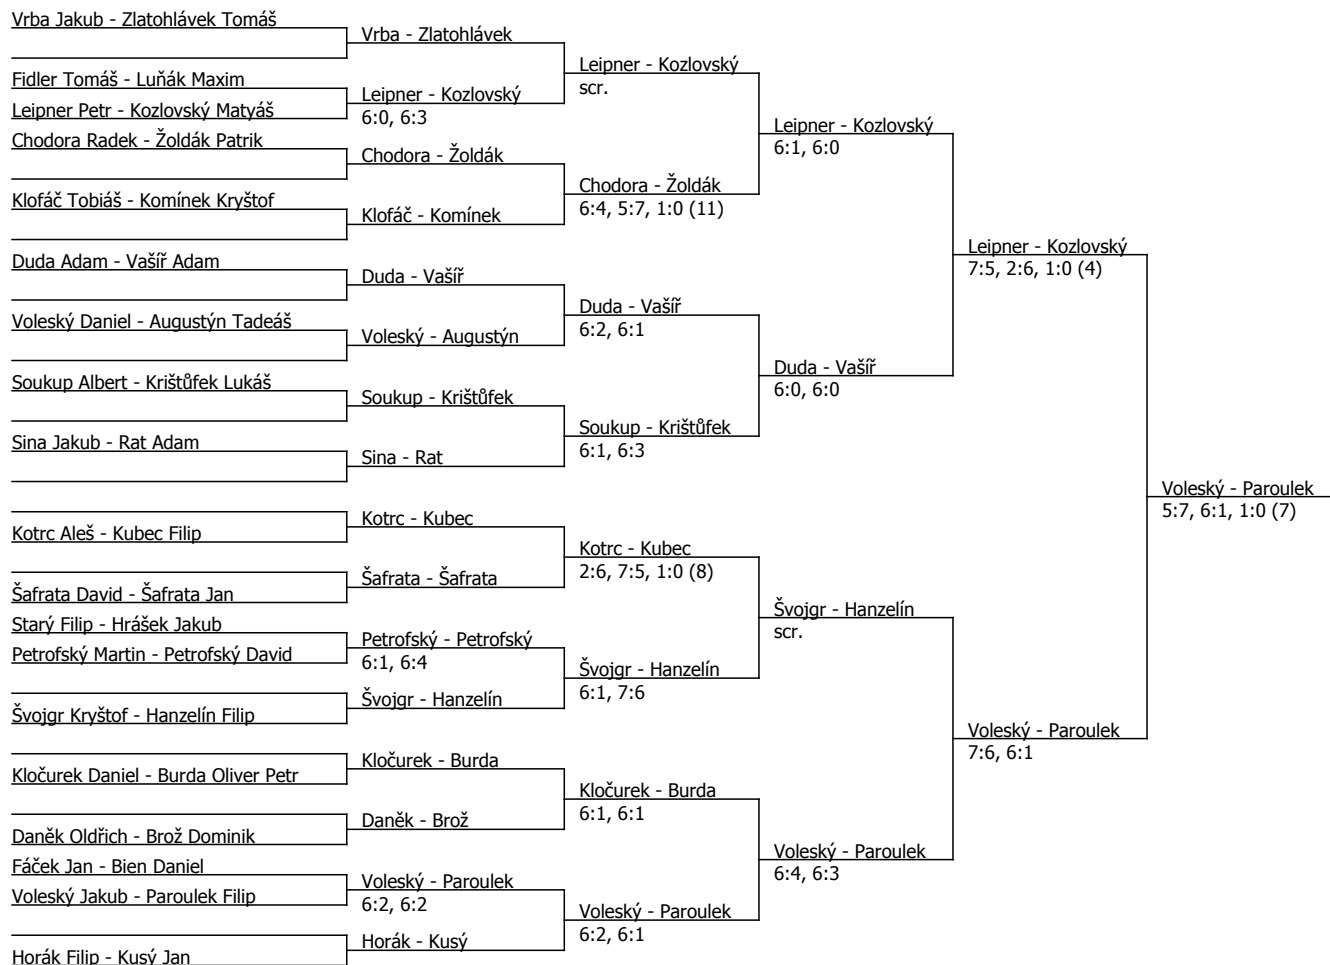 Vrba Jakub - Zlatohlávek Tomáš
Fidler Tomáš - Luňák Maxim
Leipner Petr - Kozlovský Matyáš
Chodora Radek - Žoldák Patrik
Klofáč Tobiáš - Komínek Kryštof
Duda Adam - Vašíř Adam
Voleský Daniel - Augustýn Tadeáš
Soukup Albert - Krištůfek Lukáš
Sina Jakub - Rat Adam
Kotrc Aleš - Kubec Filip
Šafrata David - Šafrata Jan
Starý Filip - Hrášek Jakub
Petrofský Martin - Petrofský David
Švojgr Kryštof - Hanzelín Filip
Kločurek Daniel - Burda Oliver Petr
Daněk Oldřich - Brož Dominik
Fáček Jan - Bien Daniel
Voleský Jakub - Paroulek Filip
Horák Filip - Kusý Jan
Vrba - Zlatohlávek
Leipner - Kozlovský
6:0, 6:3
Chodora - Žoldák
Klofáč - Komínek
Duda - Vašíř
Voleský - Augustýn
Soukup - Krištůfek
Sina - Rat
Kotrc - Kubec
Šafrata - Šafrata
Petrofský - Petrofský
6:1, 6:4
Švojgr - Hanzelín
Kločurek - Burda
Daněk - Brož
Voleský - Paroulek
6:2, 6:2
Horák - Kusý
Leipner - Kozlovský
scr.
Chodora - Žoldák
6:4, 5:7, 1:0 (11)
Duda - Vašíř
6:2, 6:1
Soukup - Krištůfek
6:1, 6:3
Kotrc - Kubec
2:6, 7:5, 1:0 (8)
Švojgr - Hanzelín
6:1, 7:6
Kločurek - Burda
6:1, 6:1
Voleský - Paroulek
6:2, 6:1
Leipner - Kozlovský
6:1, 6:0
Duda - Vašíř
6:0, 6:0
Švojgr - Hanzelín
scr.
Voleský - Paroulek
6:4, 6:3
Leipner - Kozlovský
7:5, 2:6, 1:0 (4)
Voleský - Paroulek
7:6, 6:1
Voleský - Paroulek
5:7, 6:1, 1:0 (7)